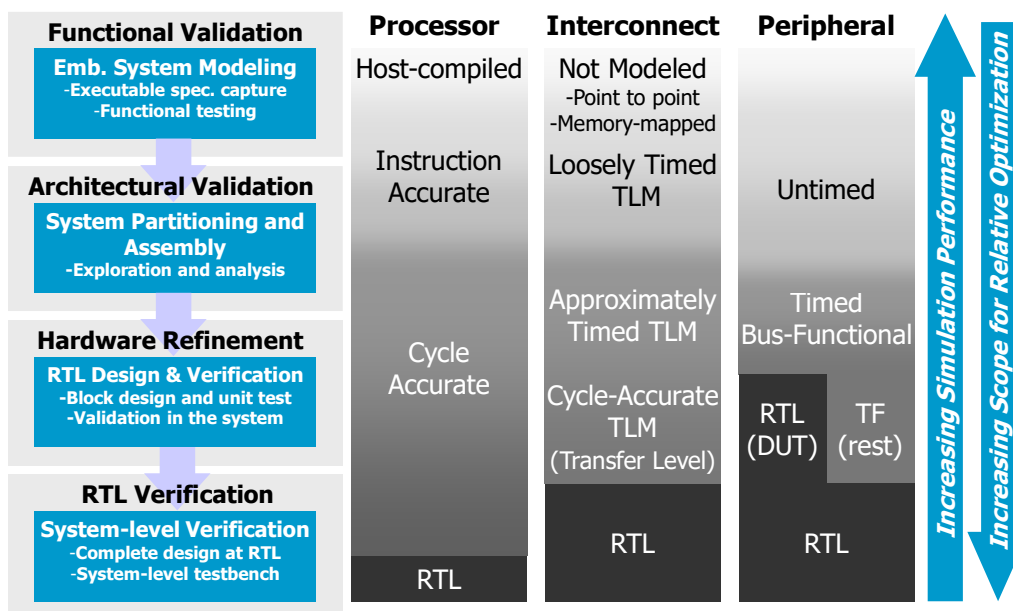 Functional Validation
Emb. System Modeling
-Executable spec. capture
-Functional testing
Architectural Validation
System Partitioning and
Assembly
-Exploration and analysis
Hardware Refinement
RTL Design & Verification
-Block design and unit test
-Validation in the system
RTL Verification
System-level Verification
-Complete design at RTL
-System-level testbench
Processor
Host-compiled
Instruction
Accurate
Cycle
Accurate
RTL
Interconnect
Not Modeled
-Point to point
-Memory-mapped
Loosely Timed
TLM
Approximately
Timed TLM
Cycle-Accurate
TLM
(Transfer Level)
RTL
Peripheral
Untimed
Timed
Bus-Functional
RTL
(DUT)
TF
(rest)
RTL
Increasing Simulation Performance
Increasing Scope for Relative Optimization